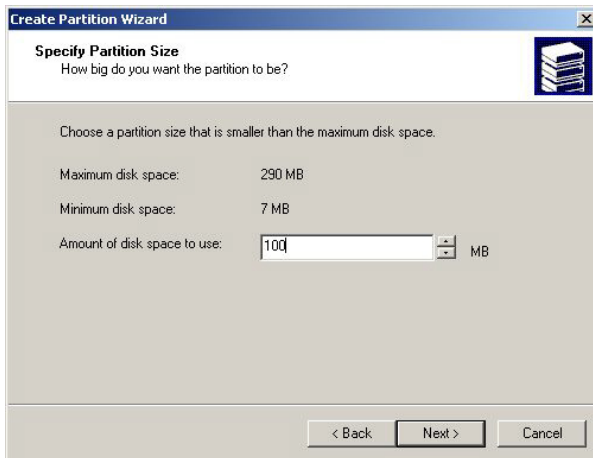 Create Partition Wizard
Specify Partition Size
How big do you want the partition to be?
Choose a partition size that is smaller than the maximum disk space.
Maximum disk space: 290 MB
Minimum disk space: 7 MB
Amount of disk space to use: 100 MB
< Back Next > Cancel